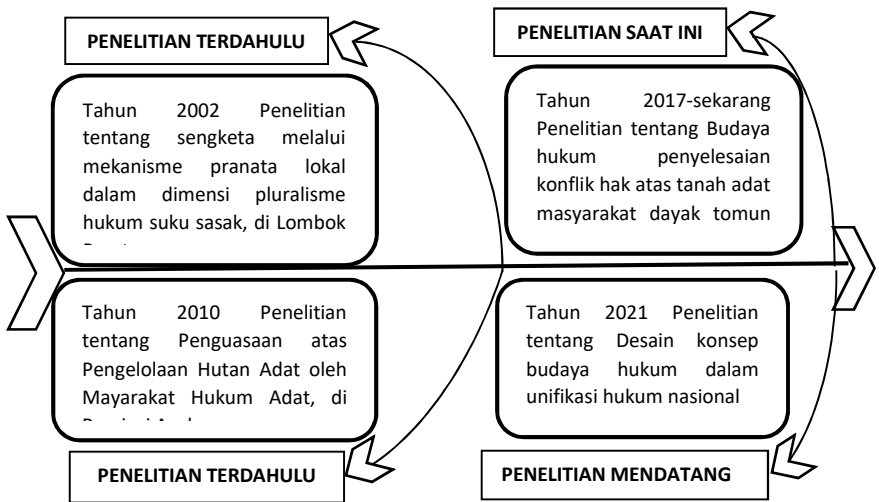 PENELITIAN TERDAHULU
Tahun 2002 Penelitian
tentang sengketa melalui
mekanisme pranata lokal
dalam dimensi pluralisme
hukum suku sasak, di Lombok
PENELITIAN SAAT INI
Tahun 2017-sekarang
Penelitian tentang Budaya
hukum penyelesaian
konflik hak atas tanah adat
masyarakat dayak tomun
Tahun 2010 Penelitian
tentang Penguasaan atas
Pengelolaan Hutan Adat oleh
Mayarakat Hukum Adat, di
PENELITIAN TERDAHULU
Tahun 2021 Penelitian
tentang Desain konsep
budaya hukum dalam
unifikasi hukum nasional
PENELITIAN MENDATANG